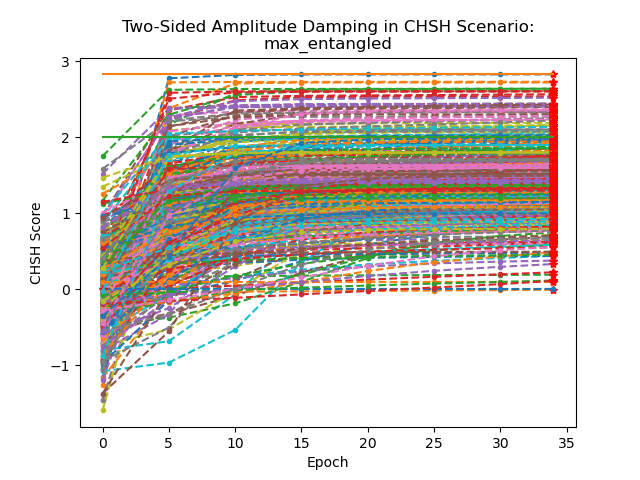 Two-Sided Amplitude Damping in CHSH Scenario:
max_entangled
3
2
1
0
−1
CHSH Score
0 5 10 15 20 25 30 35
Epoch